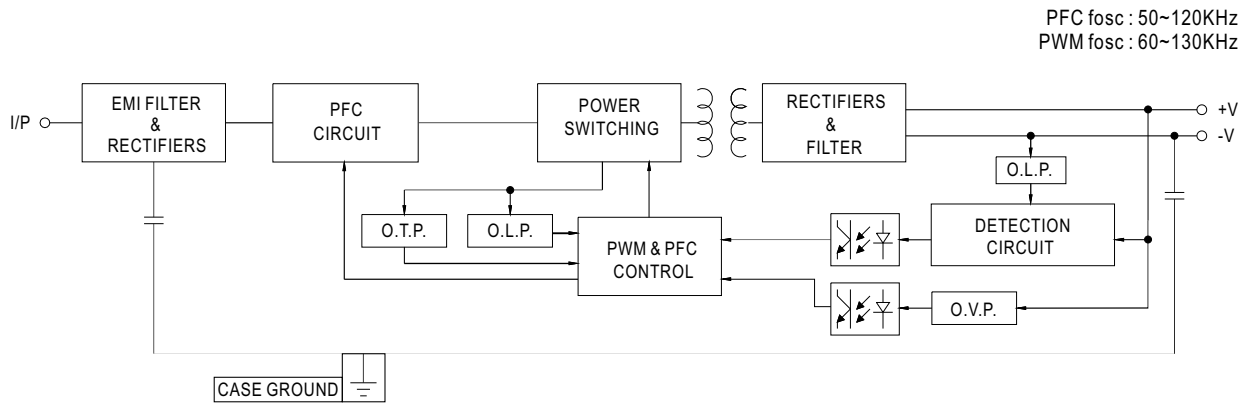 PFC fosc : 50~120KHz
PWM fosc : 60~130KHz
I/P
EMI FILTER
&
RECTIFIERS
PFC
CIRCUIT
POWER
SWITCHING
RECTIFIERS
&
FILTER
+V
-V
O.L.P.
O.T.P.
O.L.P.
PWM & PFC
CONTROL
DETECTION
CIRCUIT
O.V.P.
CASE GROUND